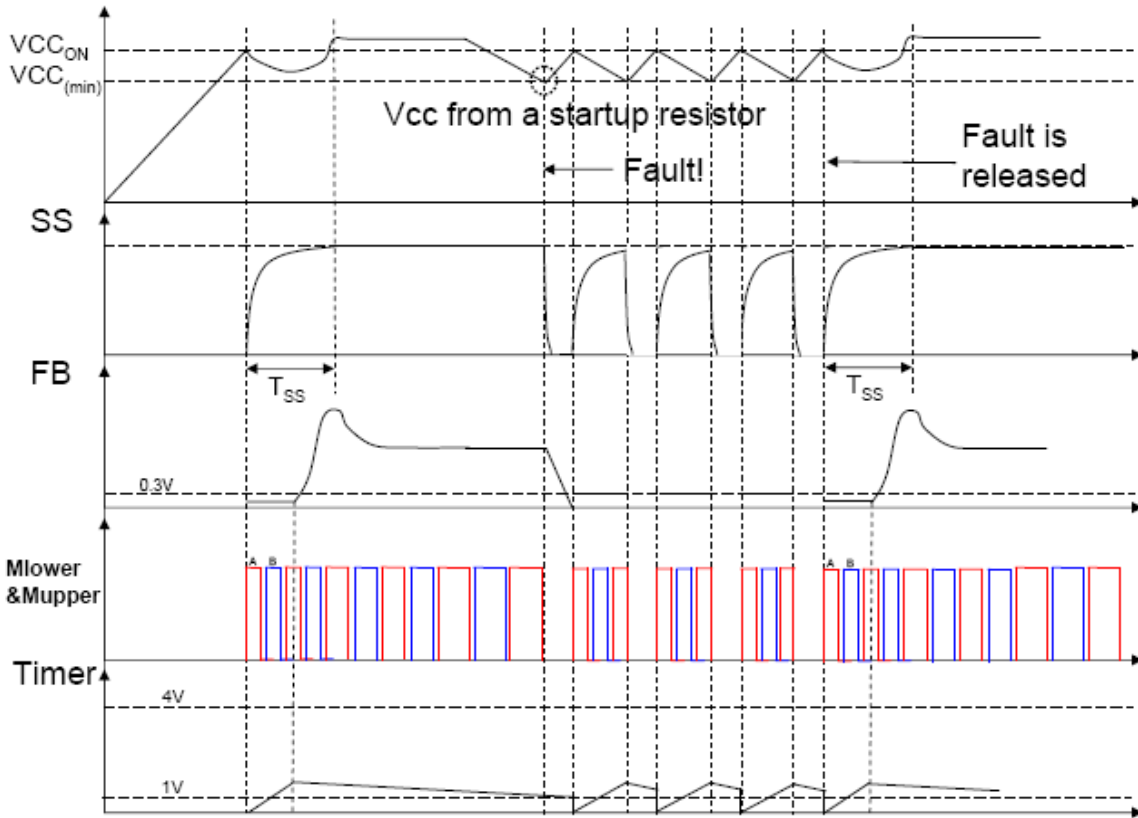 VCC_ON
VCC_(min)
Vcc from a startup resistor
Fault!
Fault is
released
SS
FB
T_SS
T_SS
0.3V
Mlower
&Mupper
A B
A B
Timer
4V
1V